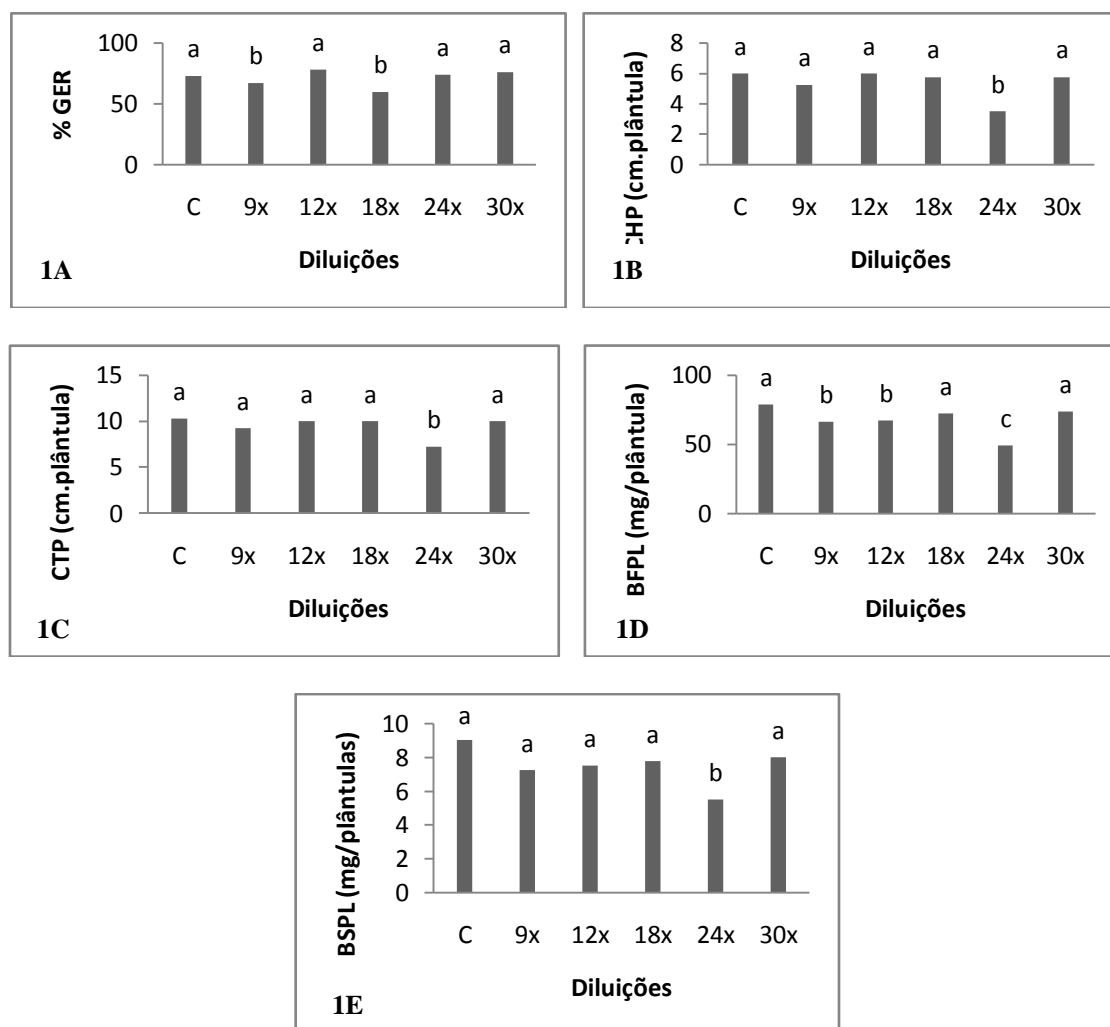 % GER
100
50
0
a b a b a a
C 9x 12x 18x 24x 30x
Diluições
1A
(cm.plântula)
8
6
4
2
0
a a a a b a
C 9x 12x 18x 24x 30x
Diluições
1B
CTP (cm.plântula)
15
10
5
0
a a a a b a
C 9x 12x 18x 24x 30x
Diluições
1C
BFPL (mg/plântula)
100
50
0
a b b a c a
C 9x 12x 18x 24x 30x
Diluições
1D
BSPL (mg/plântulas)
10
8
6
4
2
0
a a a a b a
C 9x 12x 18x 24x 30x
Diluições
1E